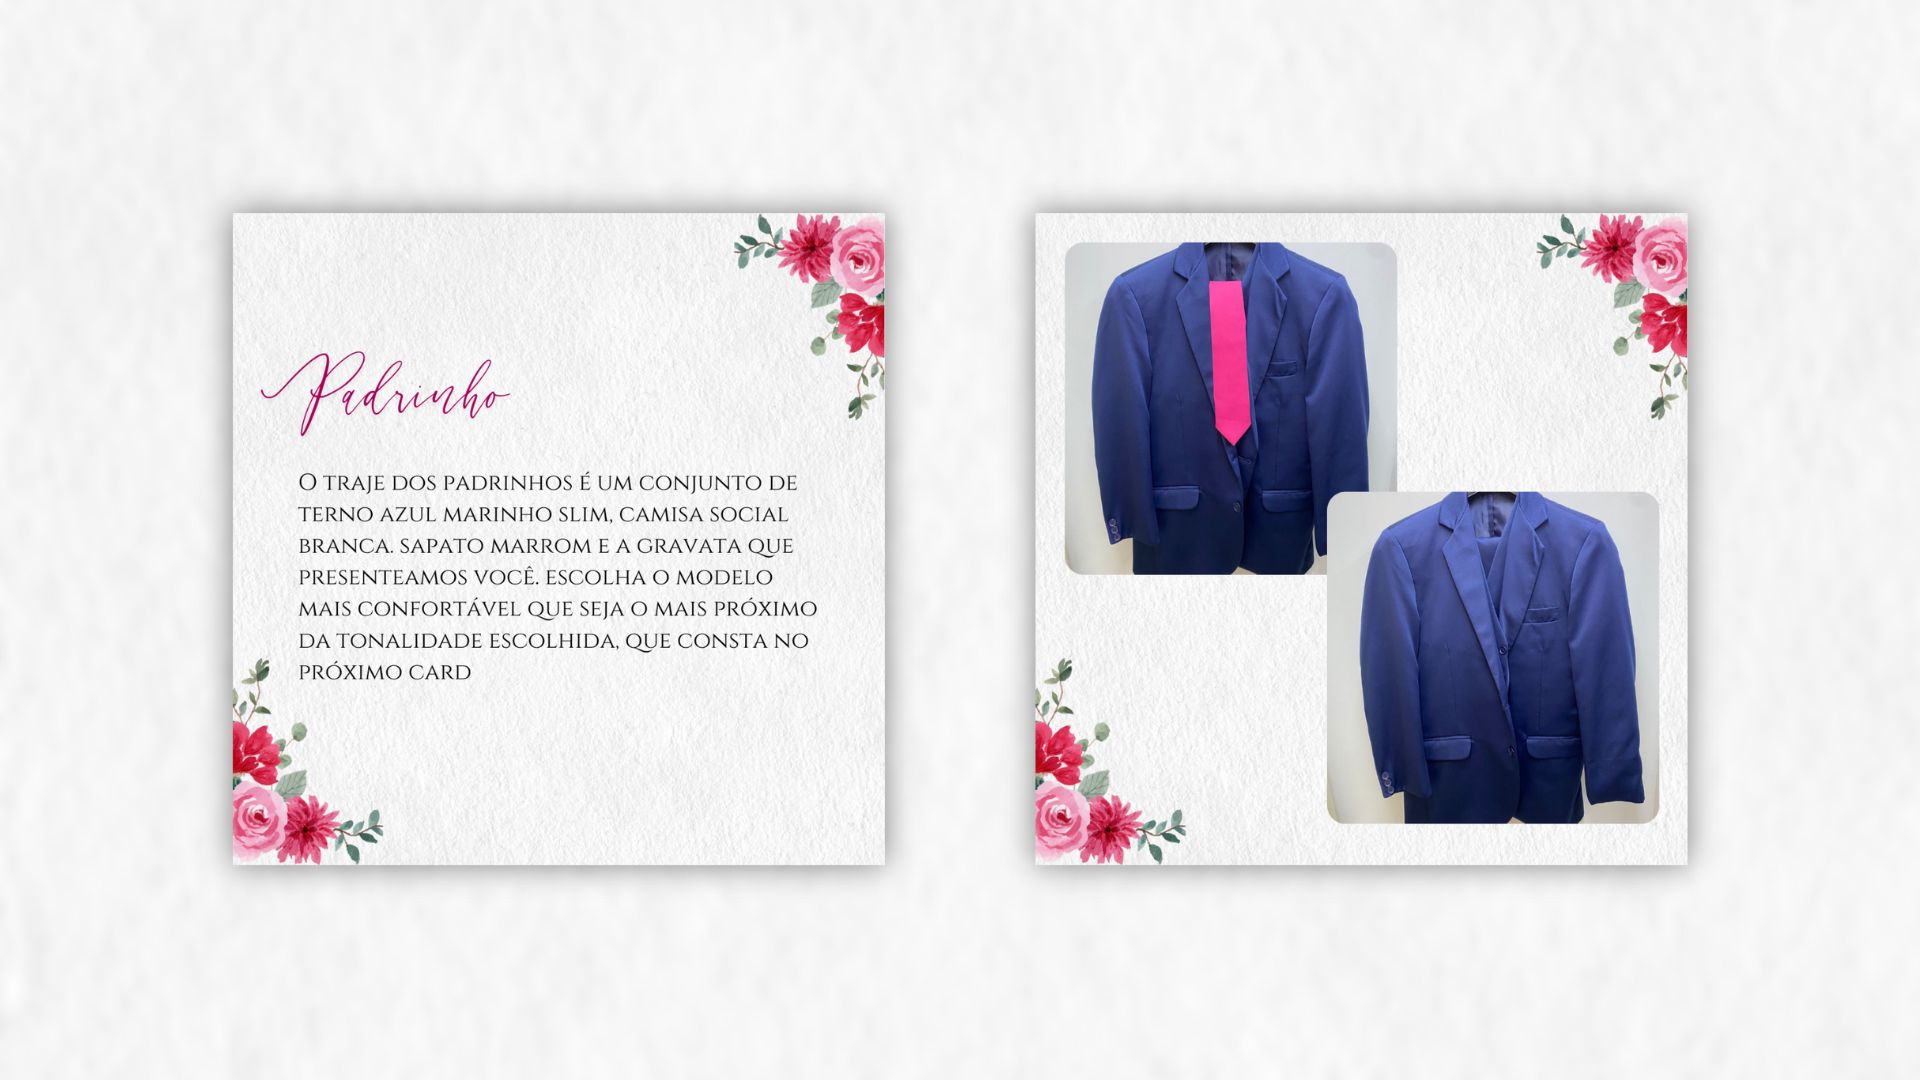 Padrinho
O TRAJE DOS PADRINHOS É UM CONJUNTO DE
TERNO AZUL MARINHO SLIM, CAMISA SOCIAL
BRANCA. SAPATO MARROM E A GRAVATA QUE
PRESENTEAMOS VOCÊ. ESCOLHA O MODELO
MAIS CONFORTÁVEL QUE SEJA O MAIS PRÓXIMO
DA TONALIDADE ESCOLHIDA, QUE CONSTA NO
PRÓXIMO CARD